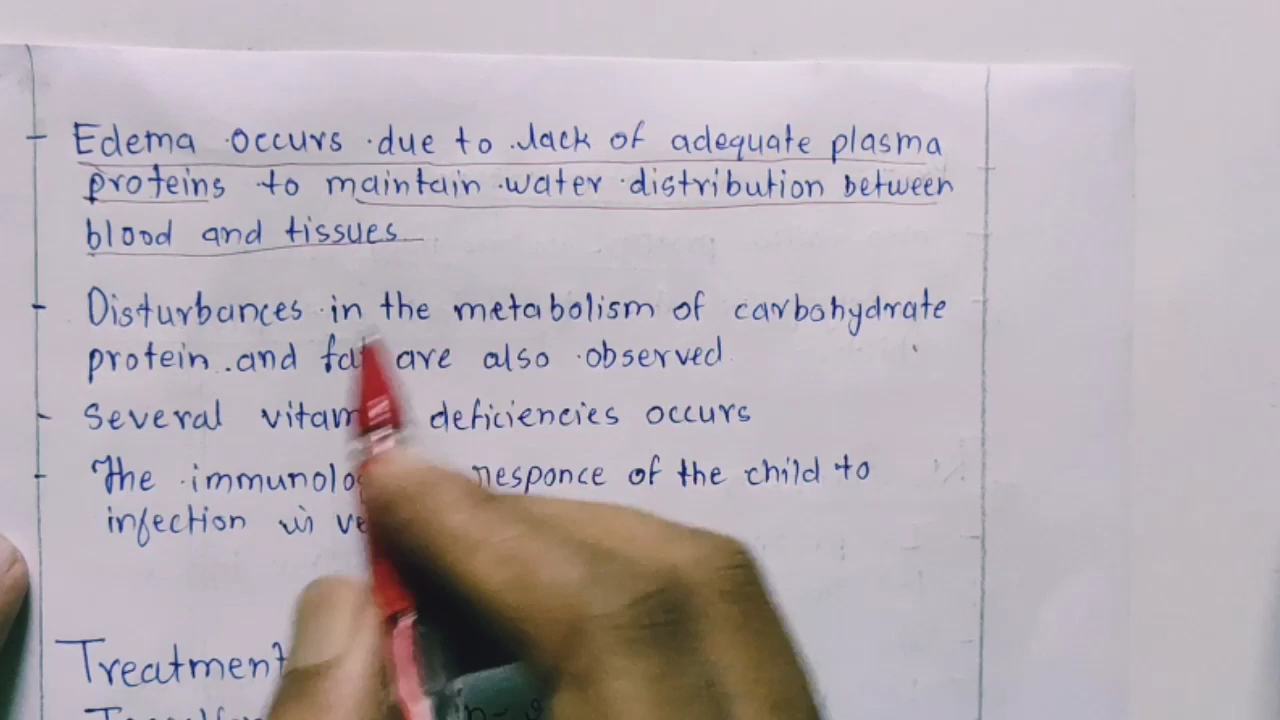 Edema occurs due to lack of adequate plasma
proteins to maintain water distribution between
blood and tissues
Disturbances in the metabolism of carbohydrate
protein and fat are also observed
Several deficiencies occurs
The responce of the child to
infection is
Treatment